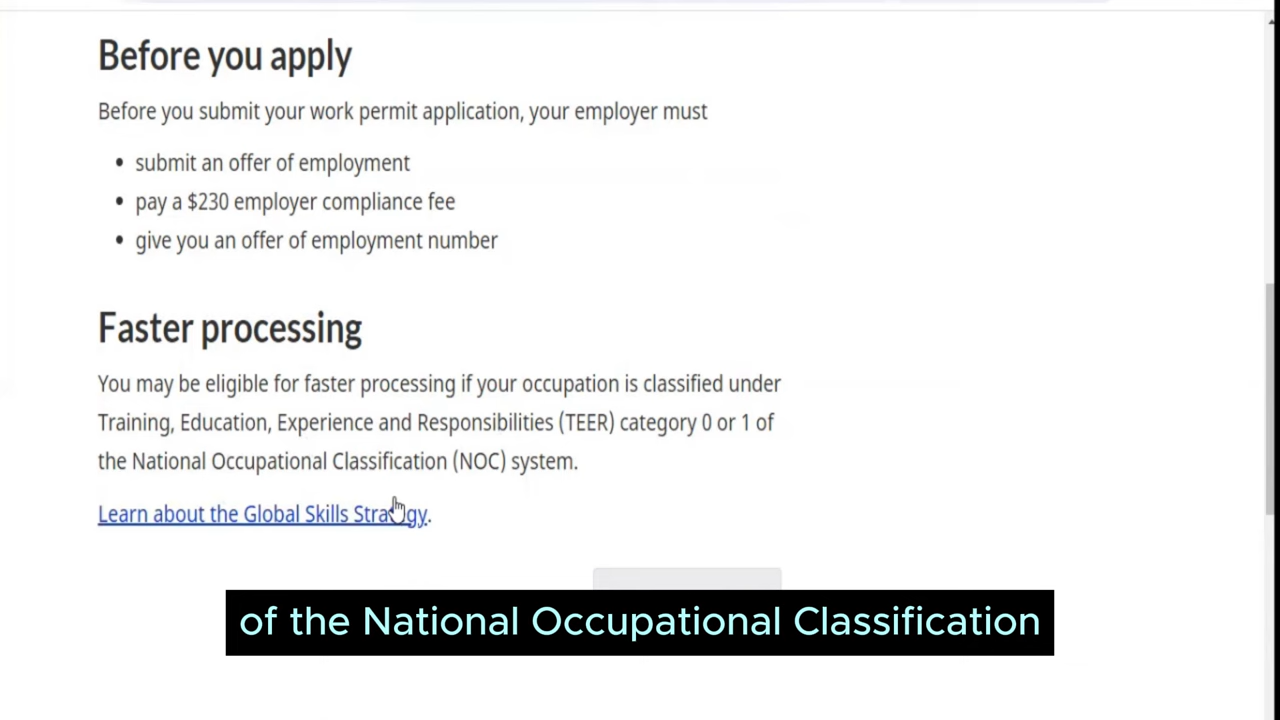 Before you apply
Before you submit your work permit application, your employer must
• submit an offer of employment
• pay a $230 employer compliance fee
• give you an offer of employment number
Faster processing
You may be eligible for faster processing if your occupation is classified under
Training, Education, Experience and Responsibilities (TEER) category 0 or 1 of
the National Occupational Classification (NOC) system.
Learn about the Global Skills Strategy.
of the National Occupational Classification